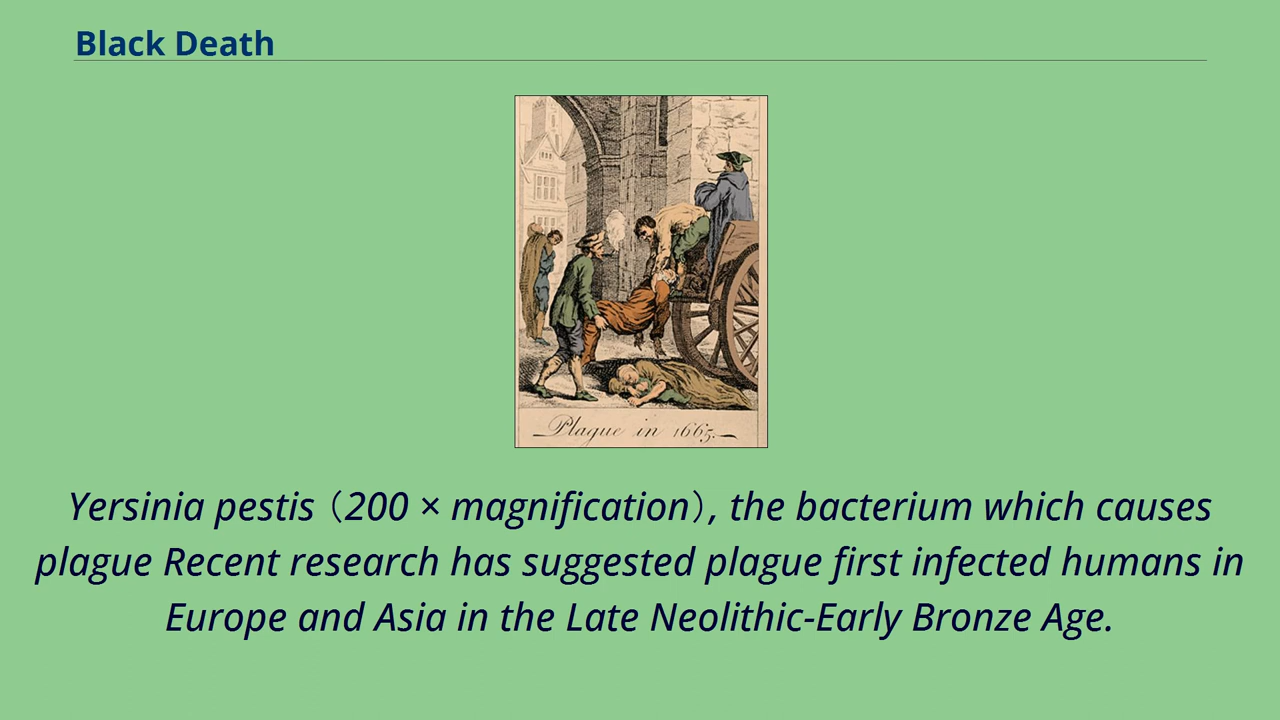 Black Death
Plague in 1665.
Yersinia pestis（200 × magnification）, the bacterium which causes
plague Recent research has suggested plague first infected humans in
Europe and Asia in the Late Neolithic-Early Bronze Age.